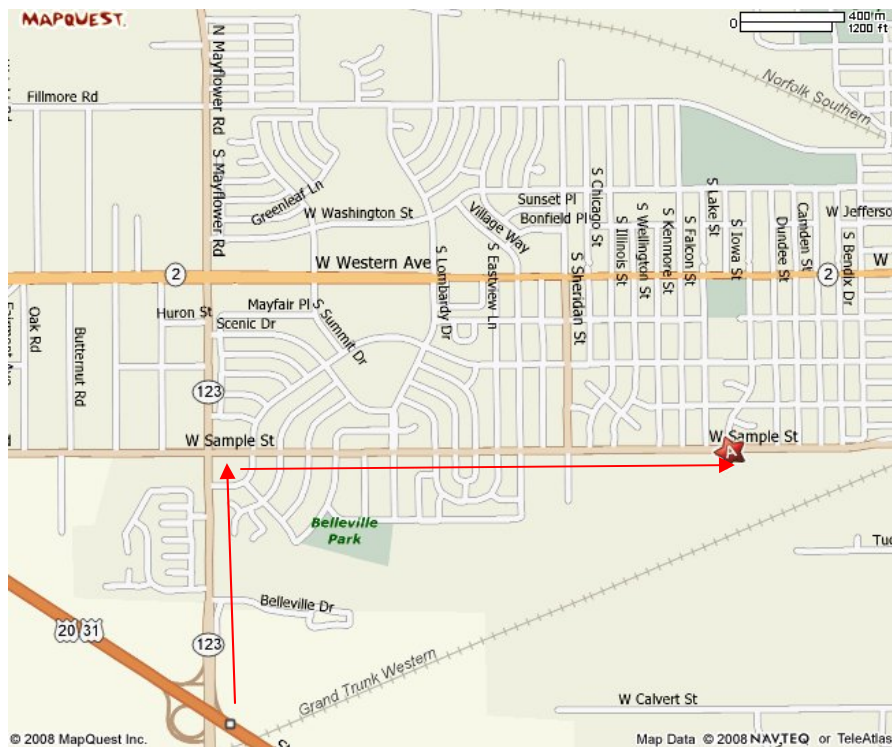 MAPQUEST.
0
400 m
1200 ft
N Mayflower Rd
Fillmore Rd
Norfolk Southern
S Mayflower Rd
Greenleaf Ln
W Washington St
Sunset Pl
Village Way
Bonfield Pl
S Chicago St
S Illinois St
S Wellington St
S Kenmore St
S Falcon St
S Lake St
S Iowa St
Dundee St
Camden St
S Bendix Dr
W Jefferso
2
W Western Ave
S Lombardy Dr
S Eastview Ln
S Sheridan St
2
W
Oak Rd
Butternut Rd
Huron St
Mayfair Pl
Scenic Dr
S Summit Dr
123
W Sample St
W Sample St
A
Belleville
Park
Tuc
20
31
Belleville Dr
123
Grand Trunk Western
W Calvert St
© 2008 MapQuest Inc.
Map Data © 2008 NAVTEQ or TeleAtlas